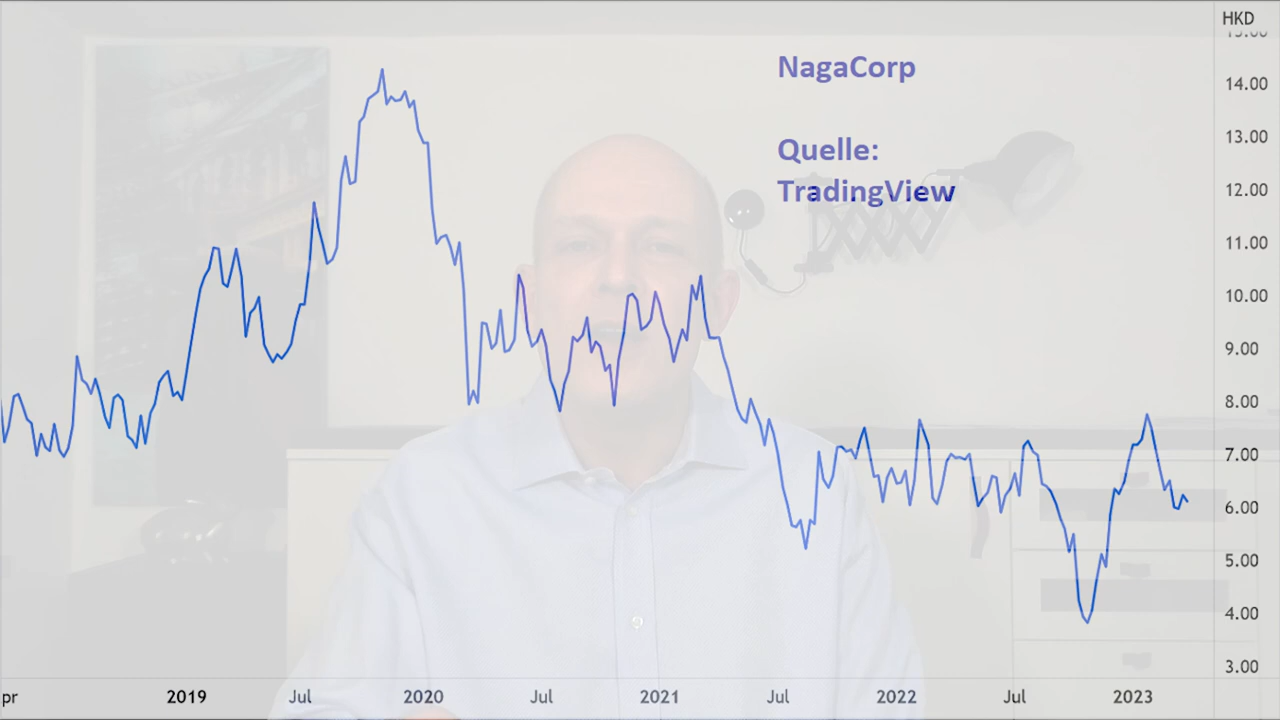 HKD
15.00
NagaCorp
14.00
13.00
Quelle:
12.00
TradingView
11.00
10.00
9.00
8.00
7.00
6.00
5.00
4.00
3.00
pr
2019
Jul
2020
Jul
2021
Jul
2022
Jul
2023